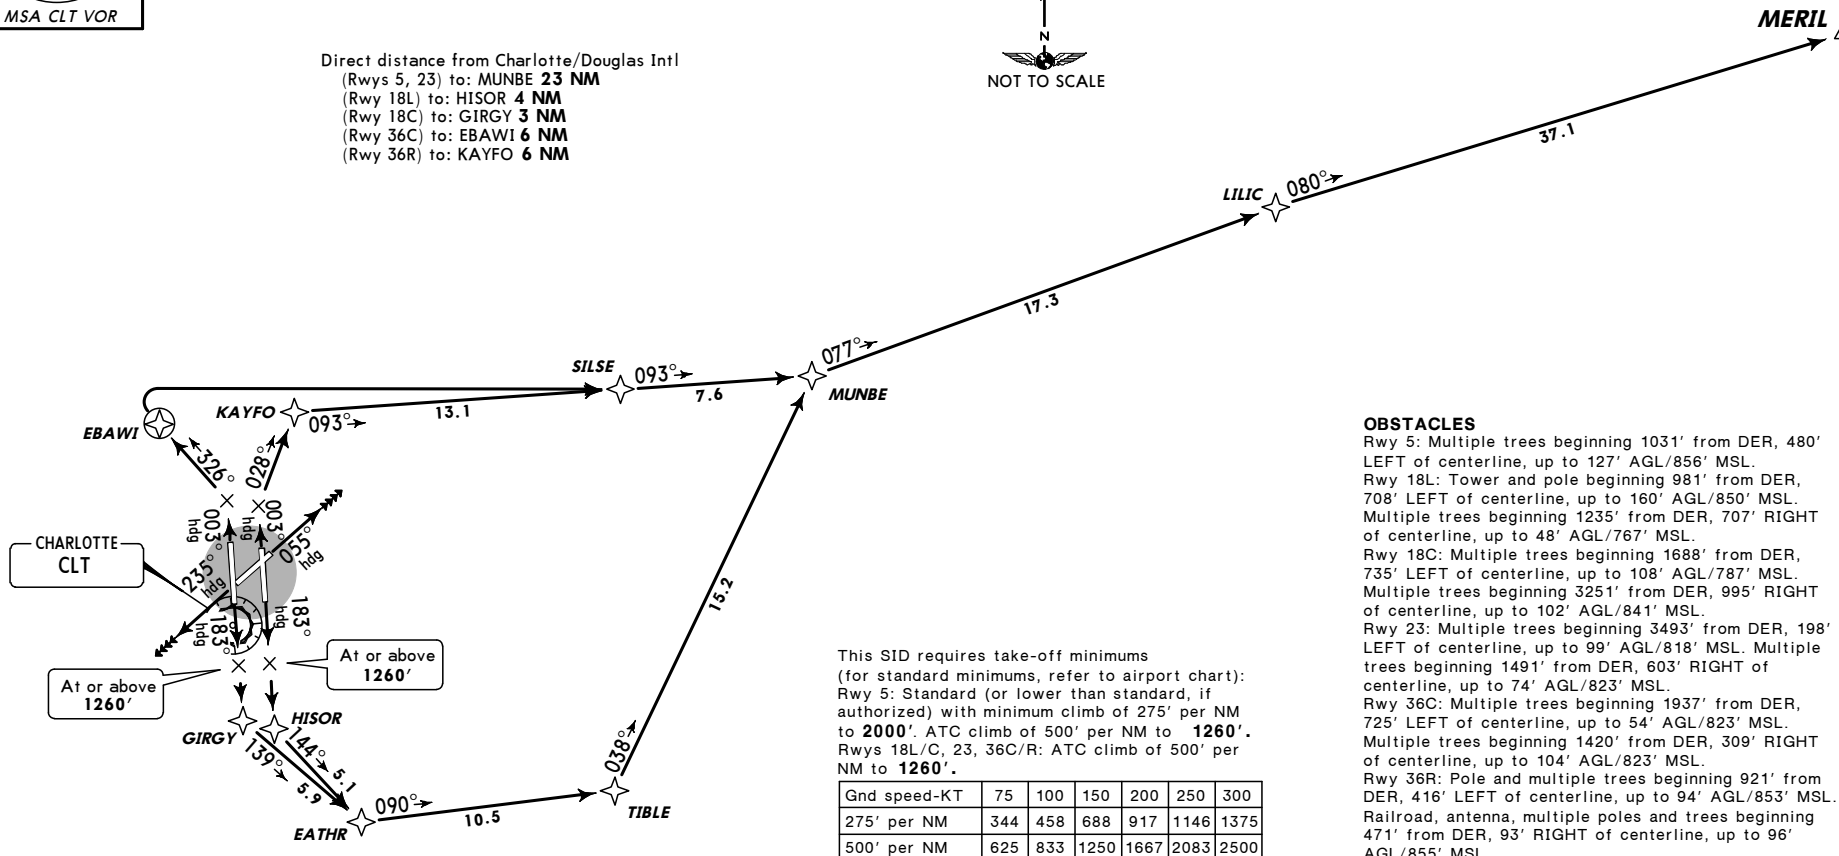 MSA CLT VOR
Direct distance from Charlotte/Douglas Intl
(Rwys 5, 23) to: MUNBE 23 NM
(Rwy 18L) to: HISOR 4 NM
(Rwy 18C) to: GIRGY 3 NM
(Rwy 36C) to: EBAWI 6 NM
(Rwy 36R) to: KAYFO 6 NM
N
NOT TO SCALE
MERIL
37.1
080°
LILIC
17.3
077°
MUNBE
SILSE
093°
7.6
KAYFO
093°
13.1
EBAWI
326°
028°
003°
hdg
003°
hdg
055°
hdg
CHARLOTTE
CLT
235°
hdg
183°
hdg
183°
hdg
At or above
1260'
At or above
1260'
GIRGY
HISOR
139°
5.9
144°
5.1
EATHR
090°
10.5
TIBLE
038°
15.2
This SID requires take-off minimums
(for standard minimums, refer to airport chart):
Rwy 5: Standard (or lower than standard, if
authorized) with minimum climb of 275' per NM
to 2000'. ATC climb of 500' per NM to 1260'.
Rwys 18L/C, 23, 36C/R: ATC climb of 500' per
NM to 1260'.
Gnd speed-KT 75 100 150 200 250 300
275' per NM 344 458 688 917 1146 1375
500' per NM 625 833 1250 1667 2083 2500
OBSTACLES
Rwy 5: Multiple trees beginning 1031' from DER, 480'
LEFT of centerline, up to 127' AGL/856' MSL.
Rwy 18L: Tower and pole beginning 981' from DER,
708' LEFT of centerline, up to 160' AGL/850' MSL.
Multiple trees beginning 1235' from DER, 707' RIGHT
of centerline, up to 48' AGL/767' MSL.
Rwy 18C: Multiple trees beginning 1688' from DER,
735' LEFT of centerline, up to 108' AGL/787' MSL.
Multiple trees beginning 3251' from DER, 995' RIGHT
of centerline, up to 102' AGL/841' MSL.
Rwy 23: Multiple trees beginning 3493' from DER, 198'
LEFT of centerline, up to 99' AGL/818' MSL. Multiple
trees beginning 1491' from DER, 603' RIGHT of
centerline, up to 74' AGL/823' MSL.
Rwy 36C: Multiple trees beginning 1937' from DER,
725' LEFT of centerline, up to 54' AGL/823' MSL.
Multiple trees beginning 1420' from DER, 309' RIGHT
of centerline, up to 104' AGL/823' MSL.
Rwy 36R: Pole and multiple trees beginning 921' from
DER, 416' LEFT of centerline, up to 94' AGL/853' MSL.
Railroad, antenna, multiple poles and trees beginning
471' from DER, 93' RIGHT of centerline, up to 96'
AGL/855' MSL.